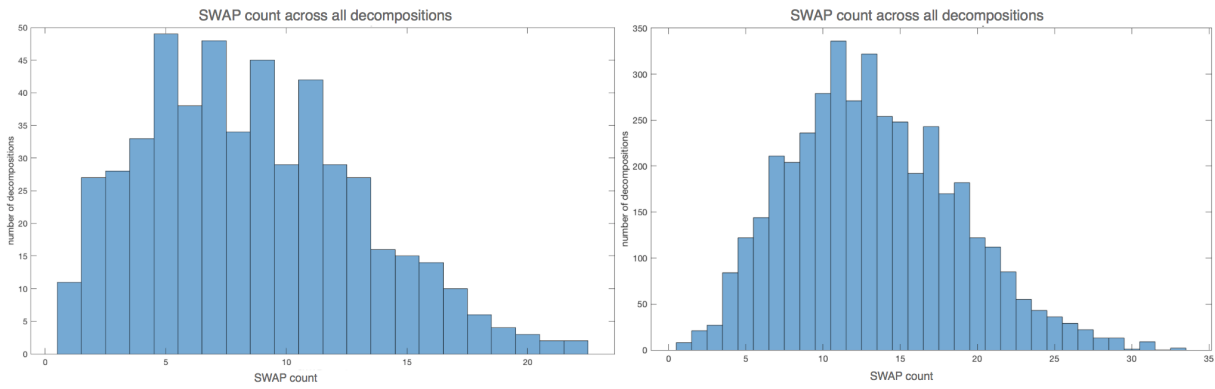 SWAP count across all decompositions
number of decompositions
50
45
40
35
30
25
20
15
10
5
0
0 5 10 15 20
SWAP count
SWAP count across all decompositions
number of decompositions
350
300
250
200
150
100
50
0
0 5 10 15 20 25 30 35
SWAP count